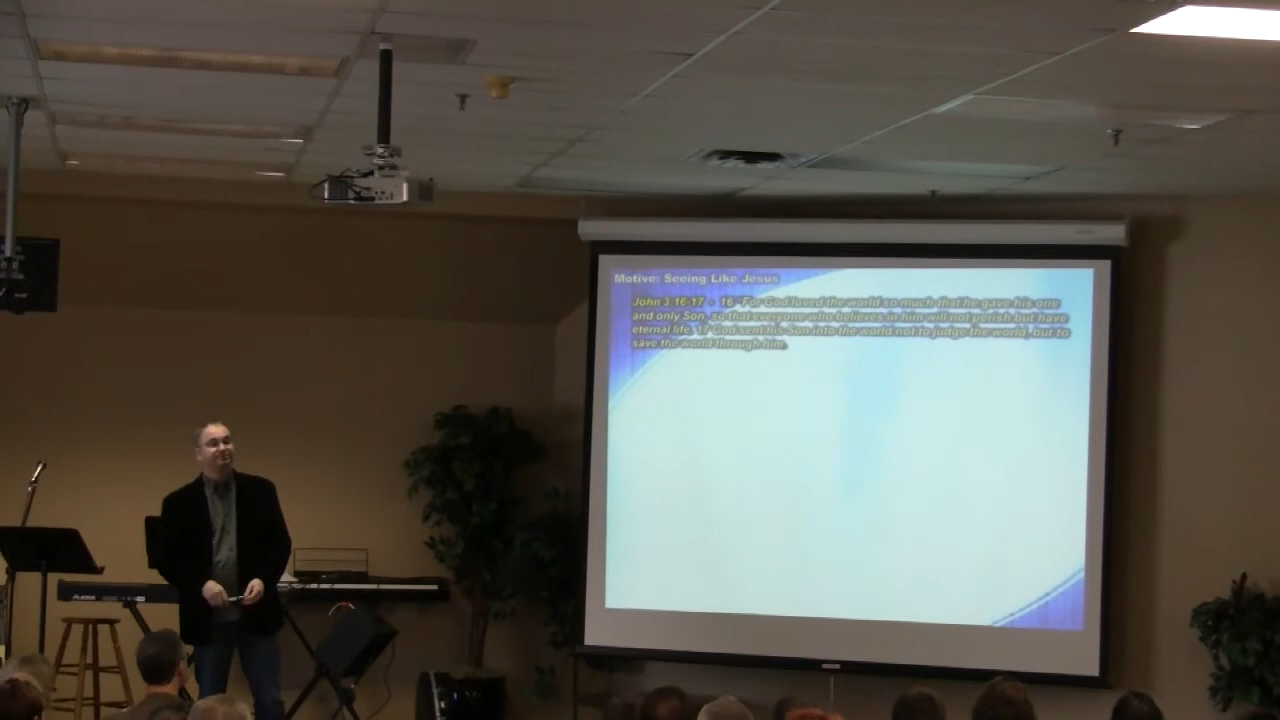 Motive: Seeing Like Jesus
John 3:16-17 - 16 "For God loved the world so much that he gave his one
and only Son, so that everyone who believes in him will not perish but have
eternal life. 17 God sent his Son into the world not to judge the world, but to
save the world through him.
ALESIS